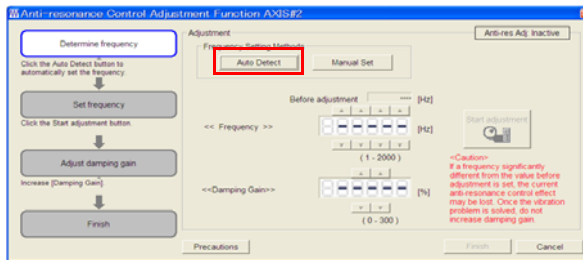 Anti-resonance Control Adjustment Function AXIS#2
Determine frequency
Click the Auto Detect button to
automatically set the frequency.
Set frequency
Click the Start adjustment button.
Adjust damping gain
Increase [Damping Gain].
Finish
Adjustment
Anti-res Adj: Inactive
Frequency Setting Methods
Auto Detect
Manual Set
Before adjustment ---- [Hz]
<< Frequency >>
[Hz]
( 1 - 2000 )
<<Damping Gain>>
[%]
( 0 - 300 )
Start adjustment
<Caution>
If a frequency significantly
different from the value before
adjustment is set, the current
anti-resonance control effect
may be lost. Once the vibration
problem is solved, do not
increase damping gain.
Precautions
Finish
Cancel